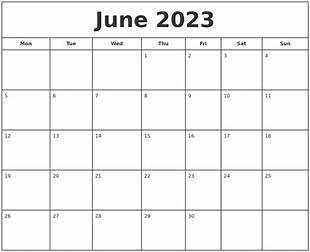 June 2023
Mon Tue Wed Thu Fri Sat Sun
1 2 3 4
5 6 7 8 9 10 11
12 13 14 15 16 17 18
19 20 21 22 23 24 25
26 27 28 29 30